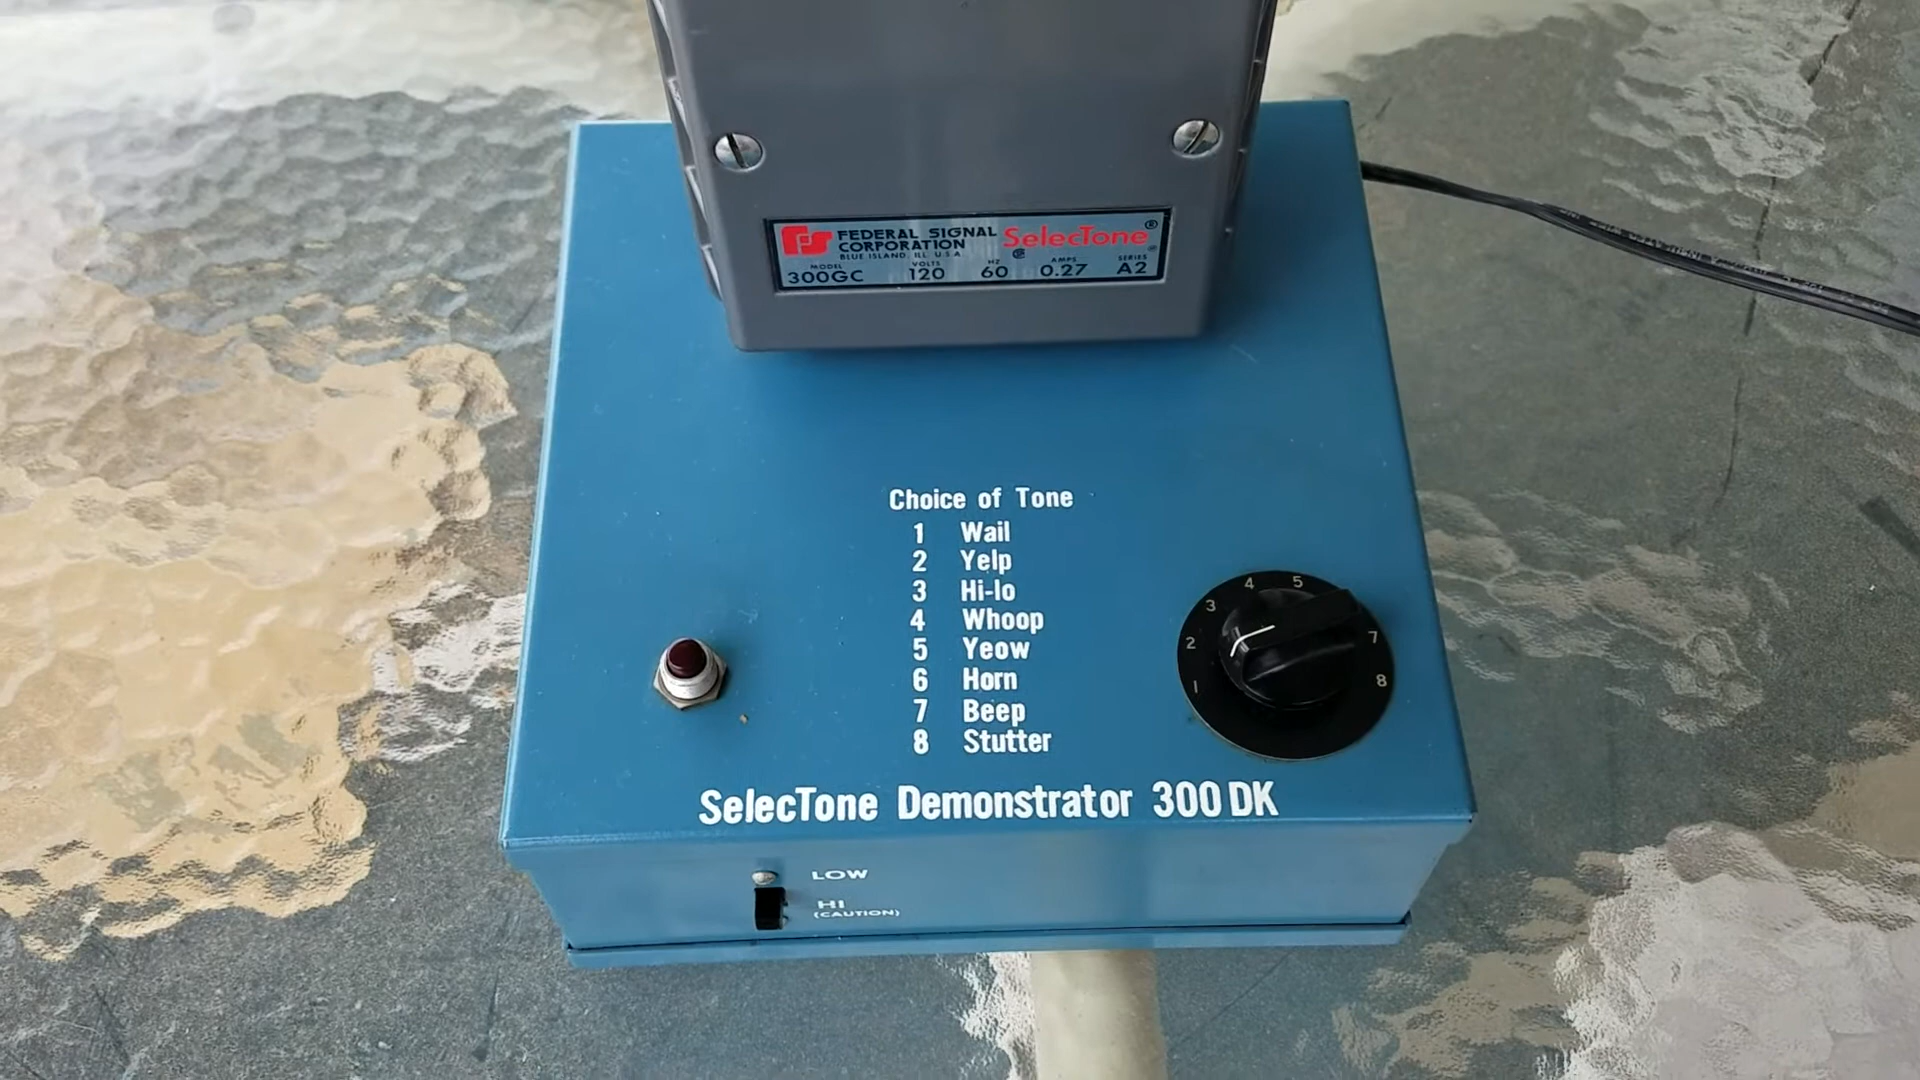 FEDERAL SIGNAL
CORPORATION
BLUE ISLAND, ILL. U.S.A.
SelecTone®
MODEL 300GC VOLTS 120 HZ 60 AMPS 0.27 SERIES A2
Choice of Tone
1 Wail
2 Yelp
3 Hi-lo
4 Whoop
5 Yeow
6 Horn
7 Beep
8 Stutter
1 2 3 4 5 7 8
SelecTone Demonstrator 300 DK
LOW
HI
(CAUTION)